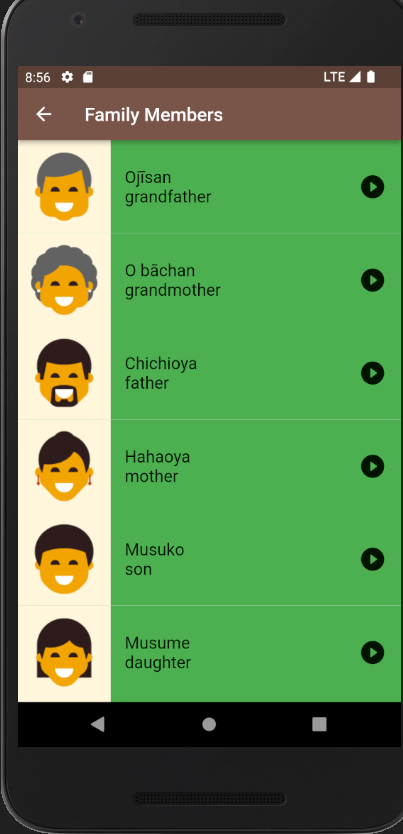 8:56 LTE
Family Members
Ojīsan
grandfather
O bāchan
grandmother
Chichioya
father
Hahaoya
mother
Musuko
son
Musume
daughter